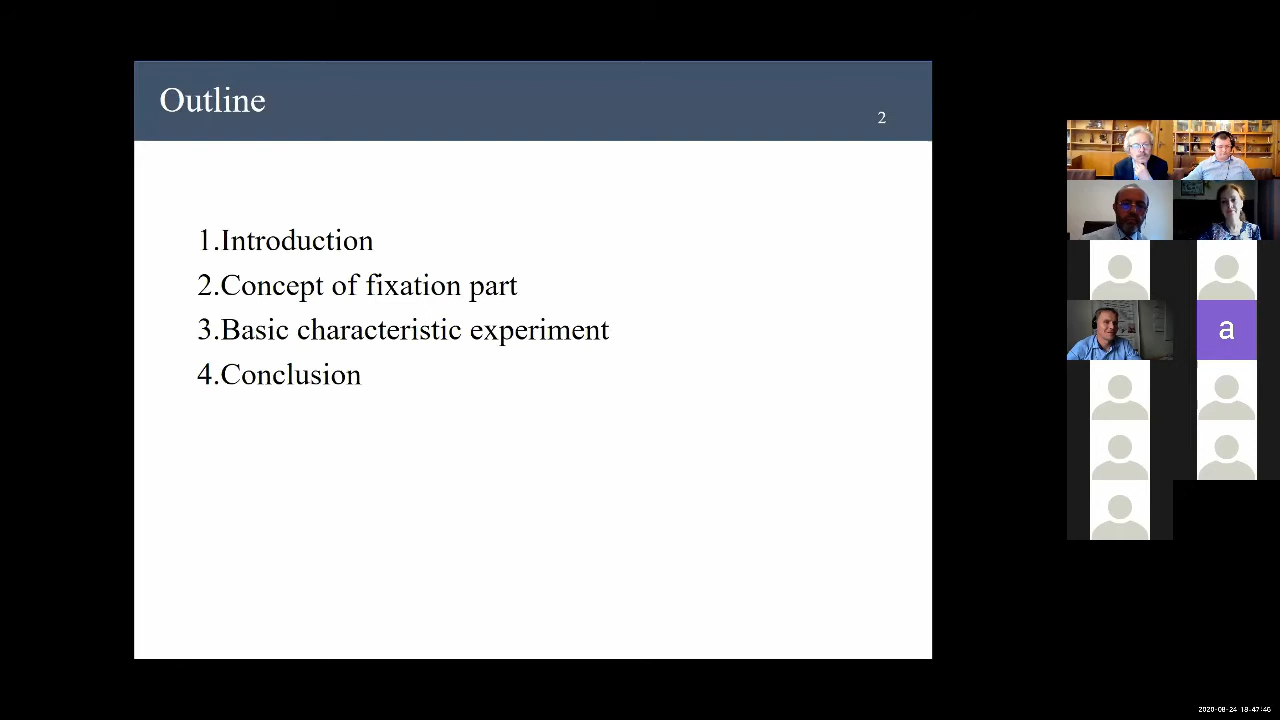 Outline
2
1.Introduction
2.Concept of fixation part
3.Basic characteristic experiment
4.Conclusion
a
2020-08-24 18:47:46